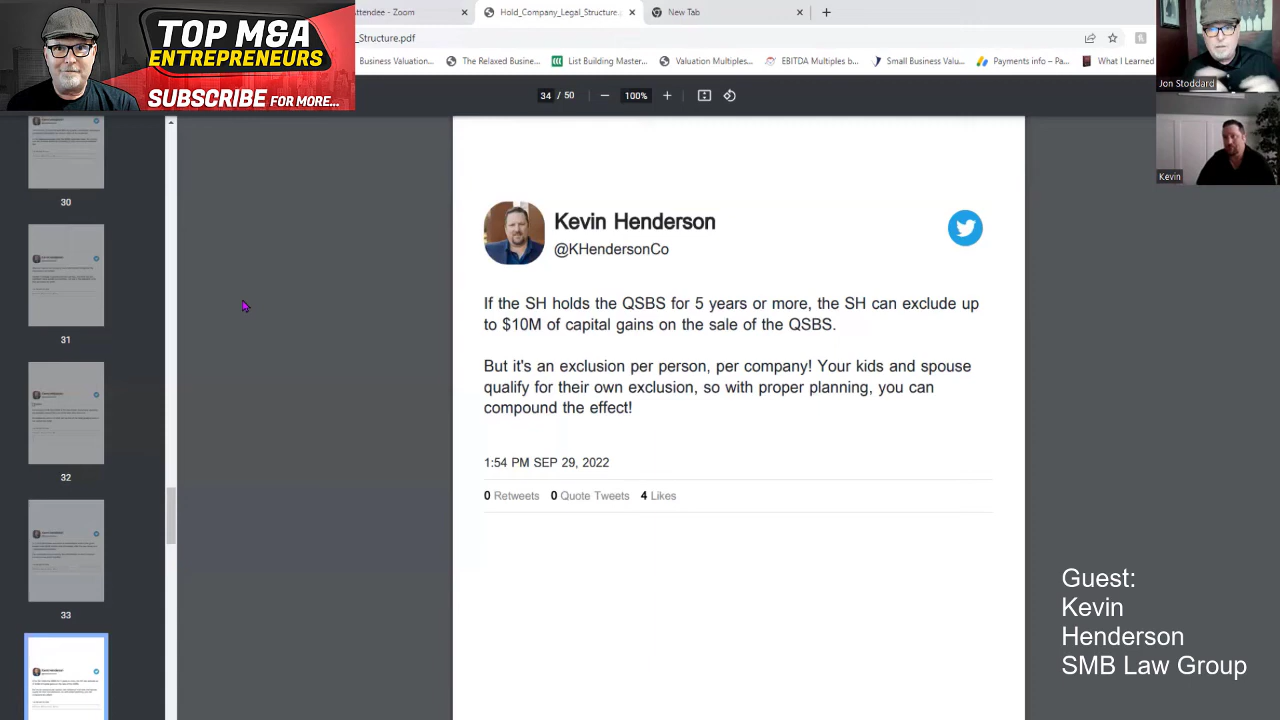 TOP M&A
ENTREPRENEURS
SUBSCRIBE FOR MORE...
ttendee - Zoom
Hold_Company_Legal_Structure.
New Tab
_Structure.pdf
Business Valuation...
The Relaxed Busine...
List Building Master...
Valuation Multiples...
EBITDA Multiples b...
Small Business Valu...
Payments info – Pa...
What I Learned
34 / 50
100%
Jon Stoddard
Kevin
30
31
32
33
Kevin Henderson
@KHendersonCo
If the SH holds the QSBS for 5 years or more, the SH can exclude up
to $10M of capital gains on the sale of the QSBS.
But it's an exclusion per person, per company! Your kids and spouse
qualify for their own exclusion, so with proper planning, you can
compound the effect!
1:54 PM SEP 29, 2022
0 Retweets 0 Quote Tweets 4 Likes
Guest:
Kevin
Henderson
SMB Law Group